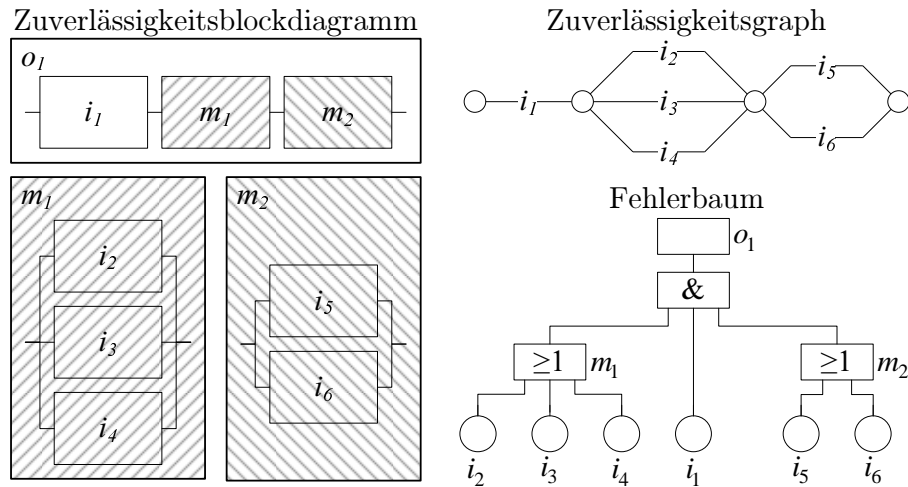 Zuverlässigkeitsblockdiagramm
o1
i1 m1 m2
m1
i2
i3
i4
m2
i5
i6
Zuverlässigkeitsgraph
i2
i5
i1 i3
i4
i6
Fehlerbaum
o1
&
≥1 m1
≥1 m2
i2 i3 i4 i1 i5 i6